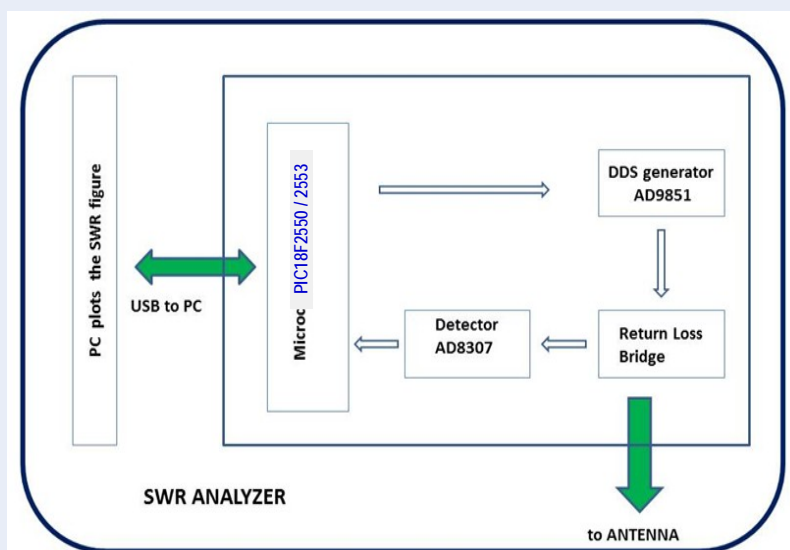 PC plots the SWR figure
USB to PC
Microc
PIC18F2550 / 2553
DDS generator
AD9851
Detector
AD8307
Return Loss
Bridge
SWR ANALYZER
to ANTENNA